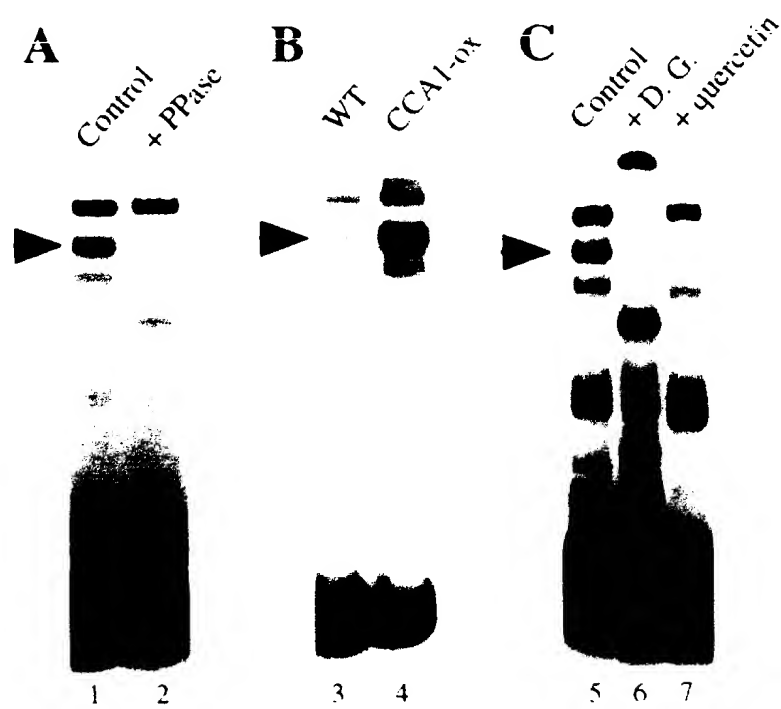 A
Control
+ PPase
B
WT
CCA1-ox
C
Control
+ D. G.
+ quercetin
1 2 3 4 5 6 7